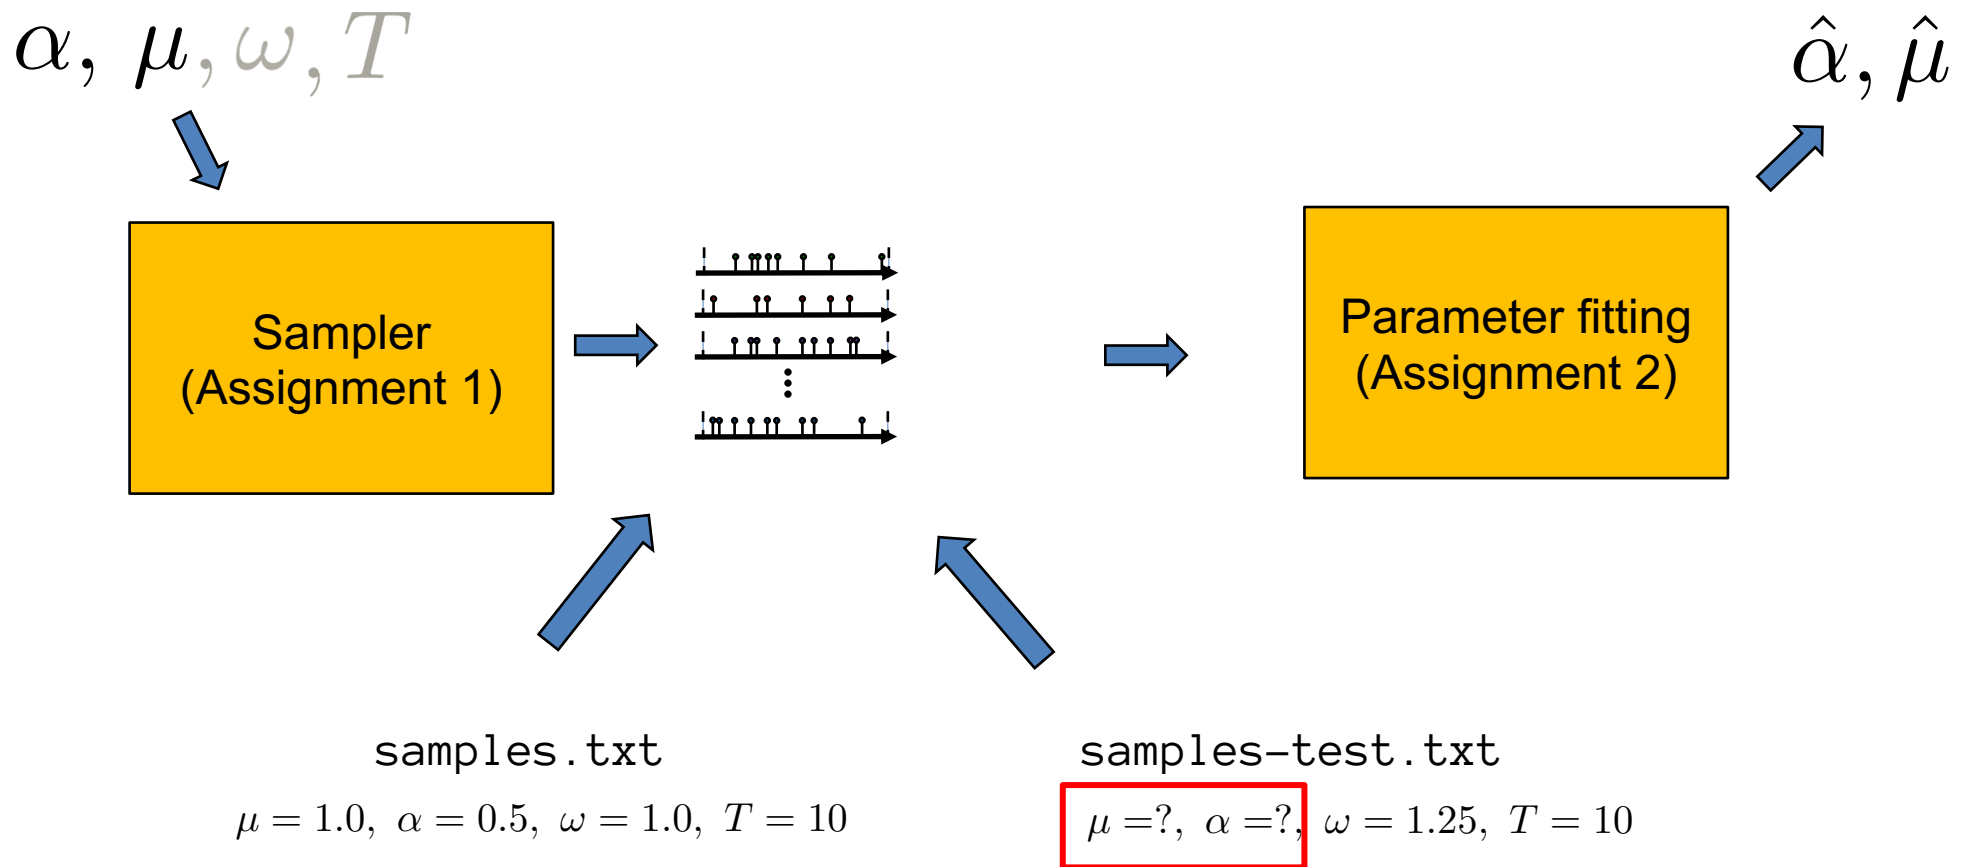 α, μ, ω, T
α̂, μ̂
Sampler
(Assignment 1)
Parameter fitting
(Assignment 2)
samples.txt
μ = 1.0, α = 0.5, ω = 1.0, T = 10
samples-test.txt
μ =?, α =?, ω = 1.25, T = 10